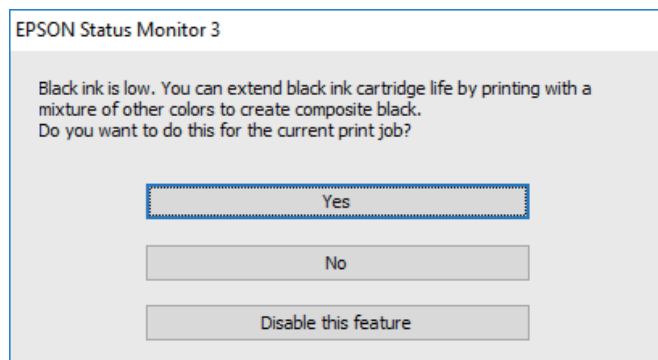 EPSON Status Monitor 3
Black ink is low. You can extend black ink cartridge life by printing with a
mixture of other colors to create composite black.
Do you want to do this for the current print job?
Yes
No
Disable this feature